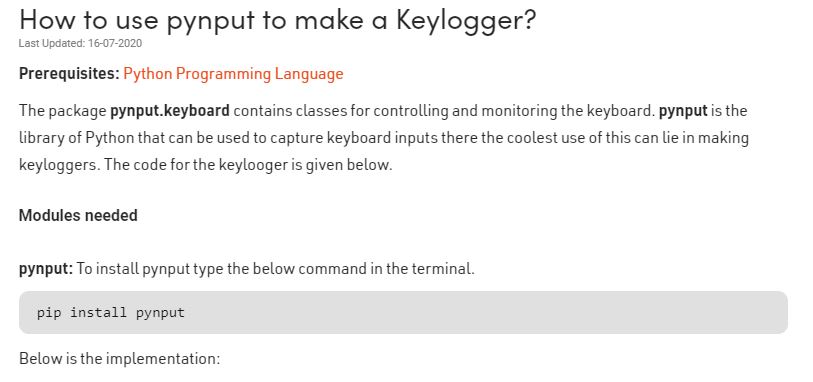 How to use pynput to make a Keylogger?
Last Updated: 16-07-2020
Prerequisites: Python Programming Language
The package pynput.keyboard contains classes for controlling and monitoring the keyboard. pynput is the
library of Python that can be used to capture keyboard inputs there the coolest use of this can lie in making
keyloggers. The code for the keylooger is given below.
Modules needed
pynput: To install pynput type the below command in the terminal.
pip install pynput
Below is the implementation: